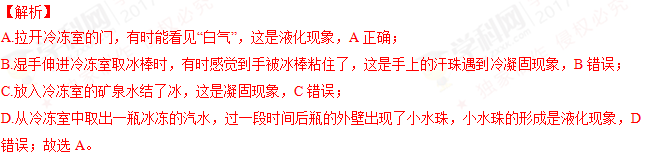 【解析】
A.拉开冷冻室的门，有时能看见“白气”，这是液化现象，A 正确；
B.湿手伸进冷冻室取冰棒时，有时感觉到手被冰棒粘住了，这是手上的汗珠遇到冷凝固现象，B 错误；
C.放入冷冻室的矿泉水结了冰，这是凝固现象，C 错误；
D.从冷冻室中取出一瓶冰冻的汽水，过一段时间后瓶的外壁出现了小水珠，小水珠的形成是液化现象，D
错误；故选 A。